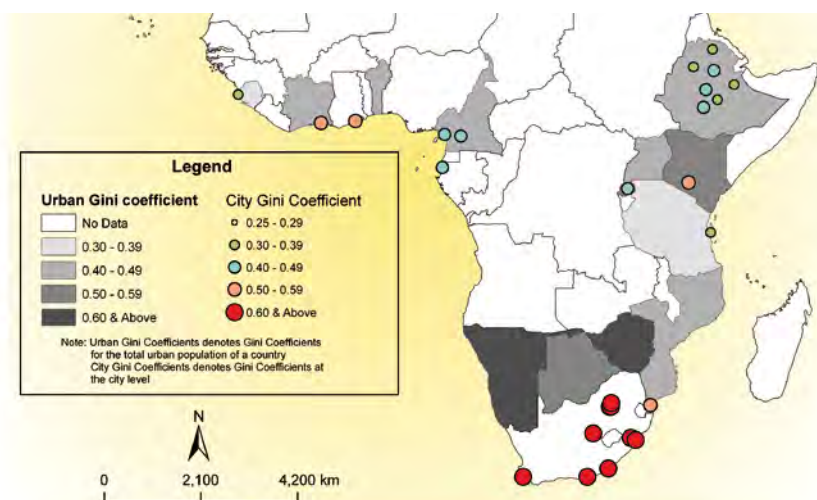 Legend
Urban Gini coefficient
No Data
0.30 - 0.39
0.40 - 0.49
0.50 - 0.59
0.60 & Above
City Gini Coefficient
0.25 - 0.29
0.30 - 0.39
0.40 - 0.49
0.50 - 0.59
0.60 & Above
Note: Urban Gini Coefficients denotes Gini Coefficients
for the total urban population of a country
City Gini Coefficients denotes Gini Coefficients at
the city level
N
0 2,100 4,200 km